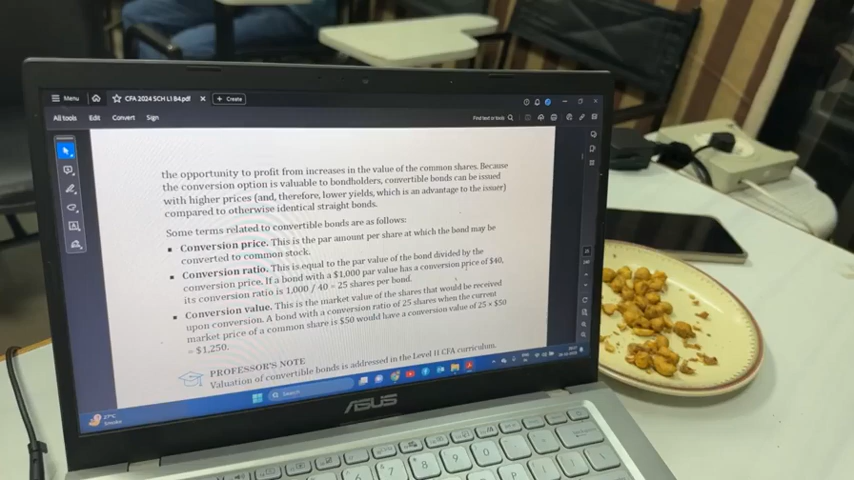 Menu
CFA 2024 SCH L1 B4.pdf
Create
All tools Edit Convert Sign
Find text or tools
the opportunity to profit from increases in the value of the common shares. Because
the conversion option is valuable to bondholders, convertible bonds can be issued
with higher prices (and, therefore, lower yields, which is an advantage to the issuer)
compared to otherwise identical straight bonds.
Some terms related to convertible bonds are as follows:
▪ Conversion price. This is the par amount per share at which the bond may be
converted to common stock.
▪ Conversion ratio. This is equal to the par value of the bond divided by the
conversion price. If a bond with a $1,000 par value has a conversion price of $40,
its conversion ratio is 1,000 / 40 = 25 shares per bond.
▪ Conversion value. This is the market value of the shares that would be received
upon conversion. A bond with a conversion ratio of 25 shares when the current
market price of a common share is $50 would have a conversion value of 25 × $50
= $1,250.
PROFESSOR'S NOTE
Valuation of convertible bonds is addressed in the Level II CFA curriculum.
27°C
Smoke
Search
ASUS